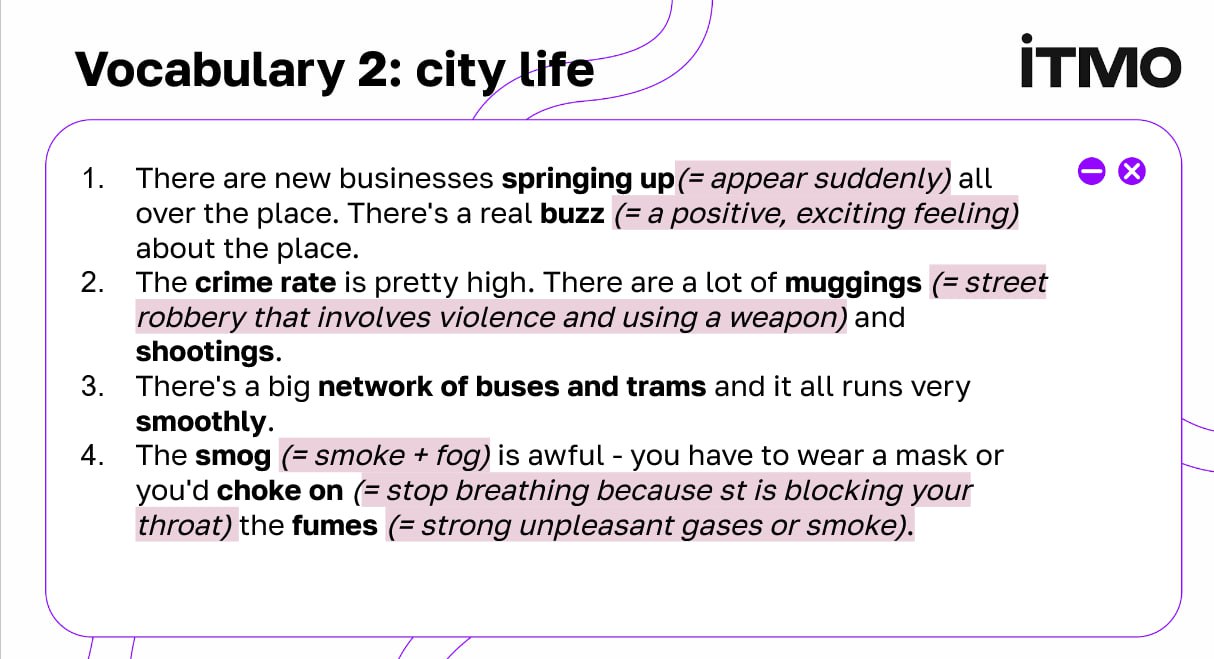 Vocabulary 2: city life
iTMO
1. There are new businesses springing up(= appear suddenly) all
over the place. There's a real buzz (= a positive, exciting feeling)
about the place.
2. The crime rate is pretty high. There are a lot of muggings (= street
robbery that involves violence and using a weapon) and
shootings.
3. There's a big network of buses and trams and it all runs very
smoothly.
4. The smog (= smoke + fog) is awful - you have to wear a mask or
you'd choke on (= stop breathing because st is blocking your
throat) the fumes (= strong unpleasant gases or smoke).